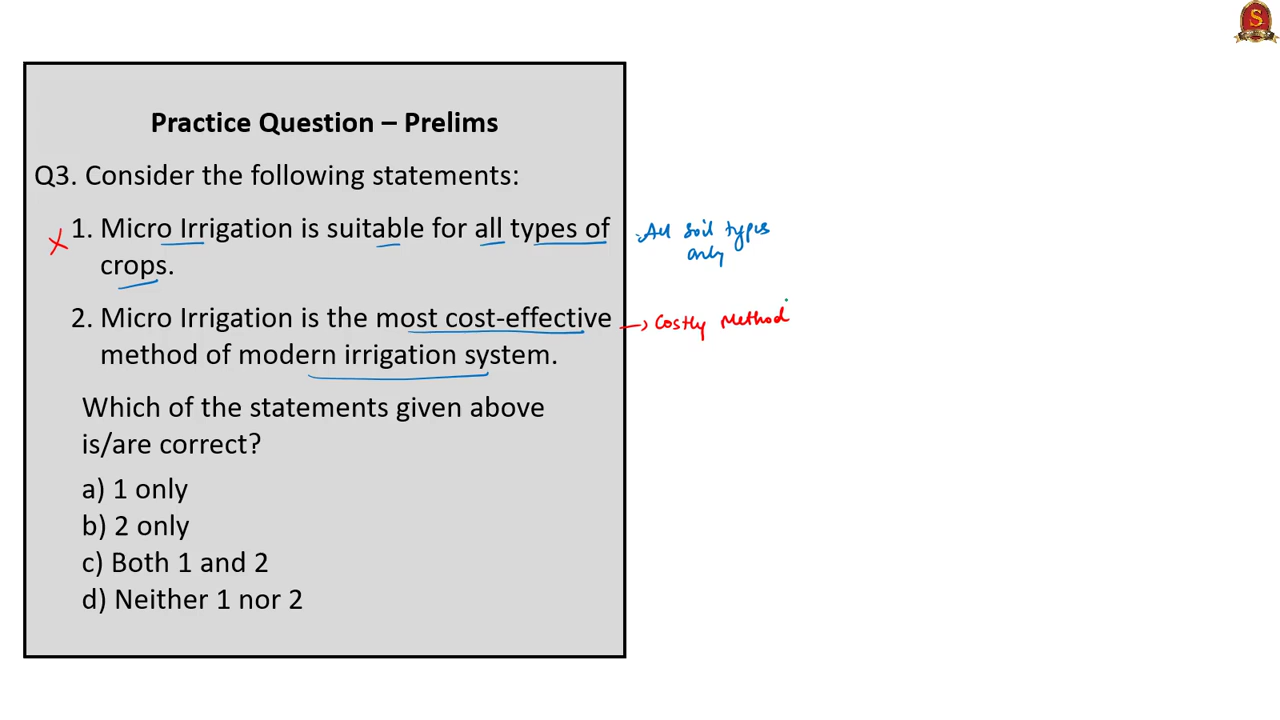 S
Practice Question – Prelims
Q3. Consider the following statements:
1. Micro Irrigation is suitable for all types of
crops.
All soil types
only
2. Micro Irrigation is the most cost-effective
method of modern irrigation system.
Costly Method
Which of the statements given above
is/are correct?
a) 1 only
b) 2 only
c) Both 1 and 2
d) Neither 1 nor 2